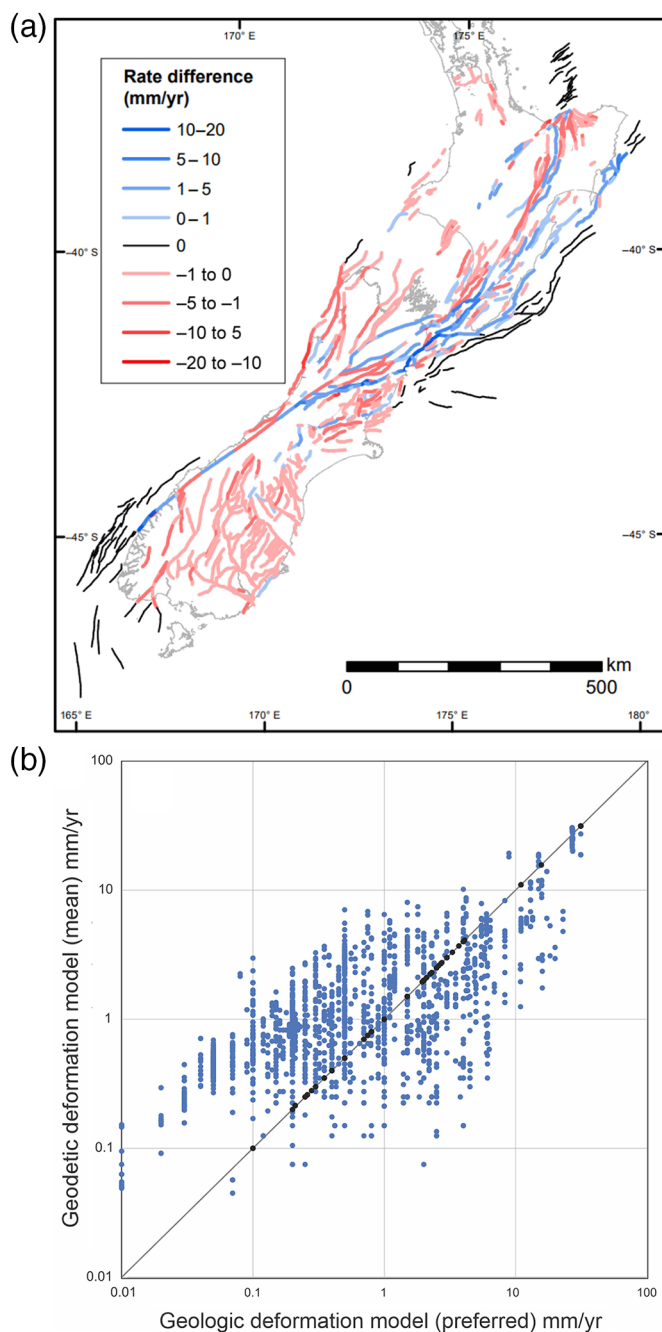 (a)
170° E
175° E
Rate difference
(mm/yr)
10–20
5 – 10
1 – 5
0 – 1
0
–1 to 0
–5 to –1
–10 to 5
–20 to –10
–40° S
–40° S
–45° S
–45° S
km
0
500
165° E
170° E
175° E
180° E
(b)
100
10
1
0.1
0.01
Geodetic deformation model (mean) mm/yr
0.01
0.1
1
10
100
Geologic deformation model (preferred) mm/yr